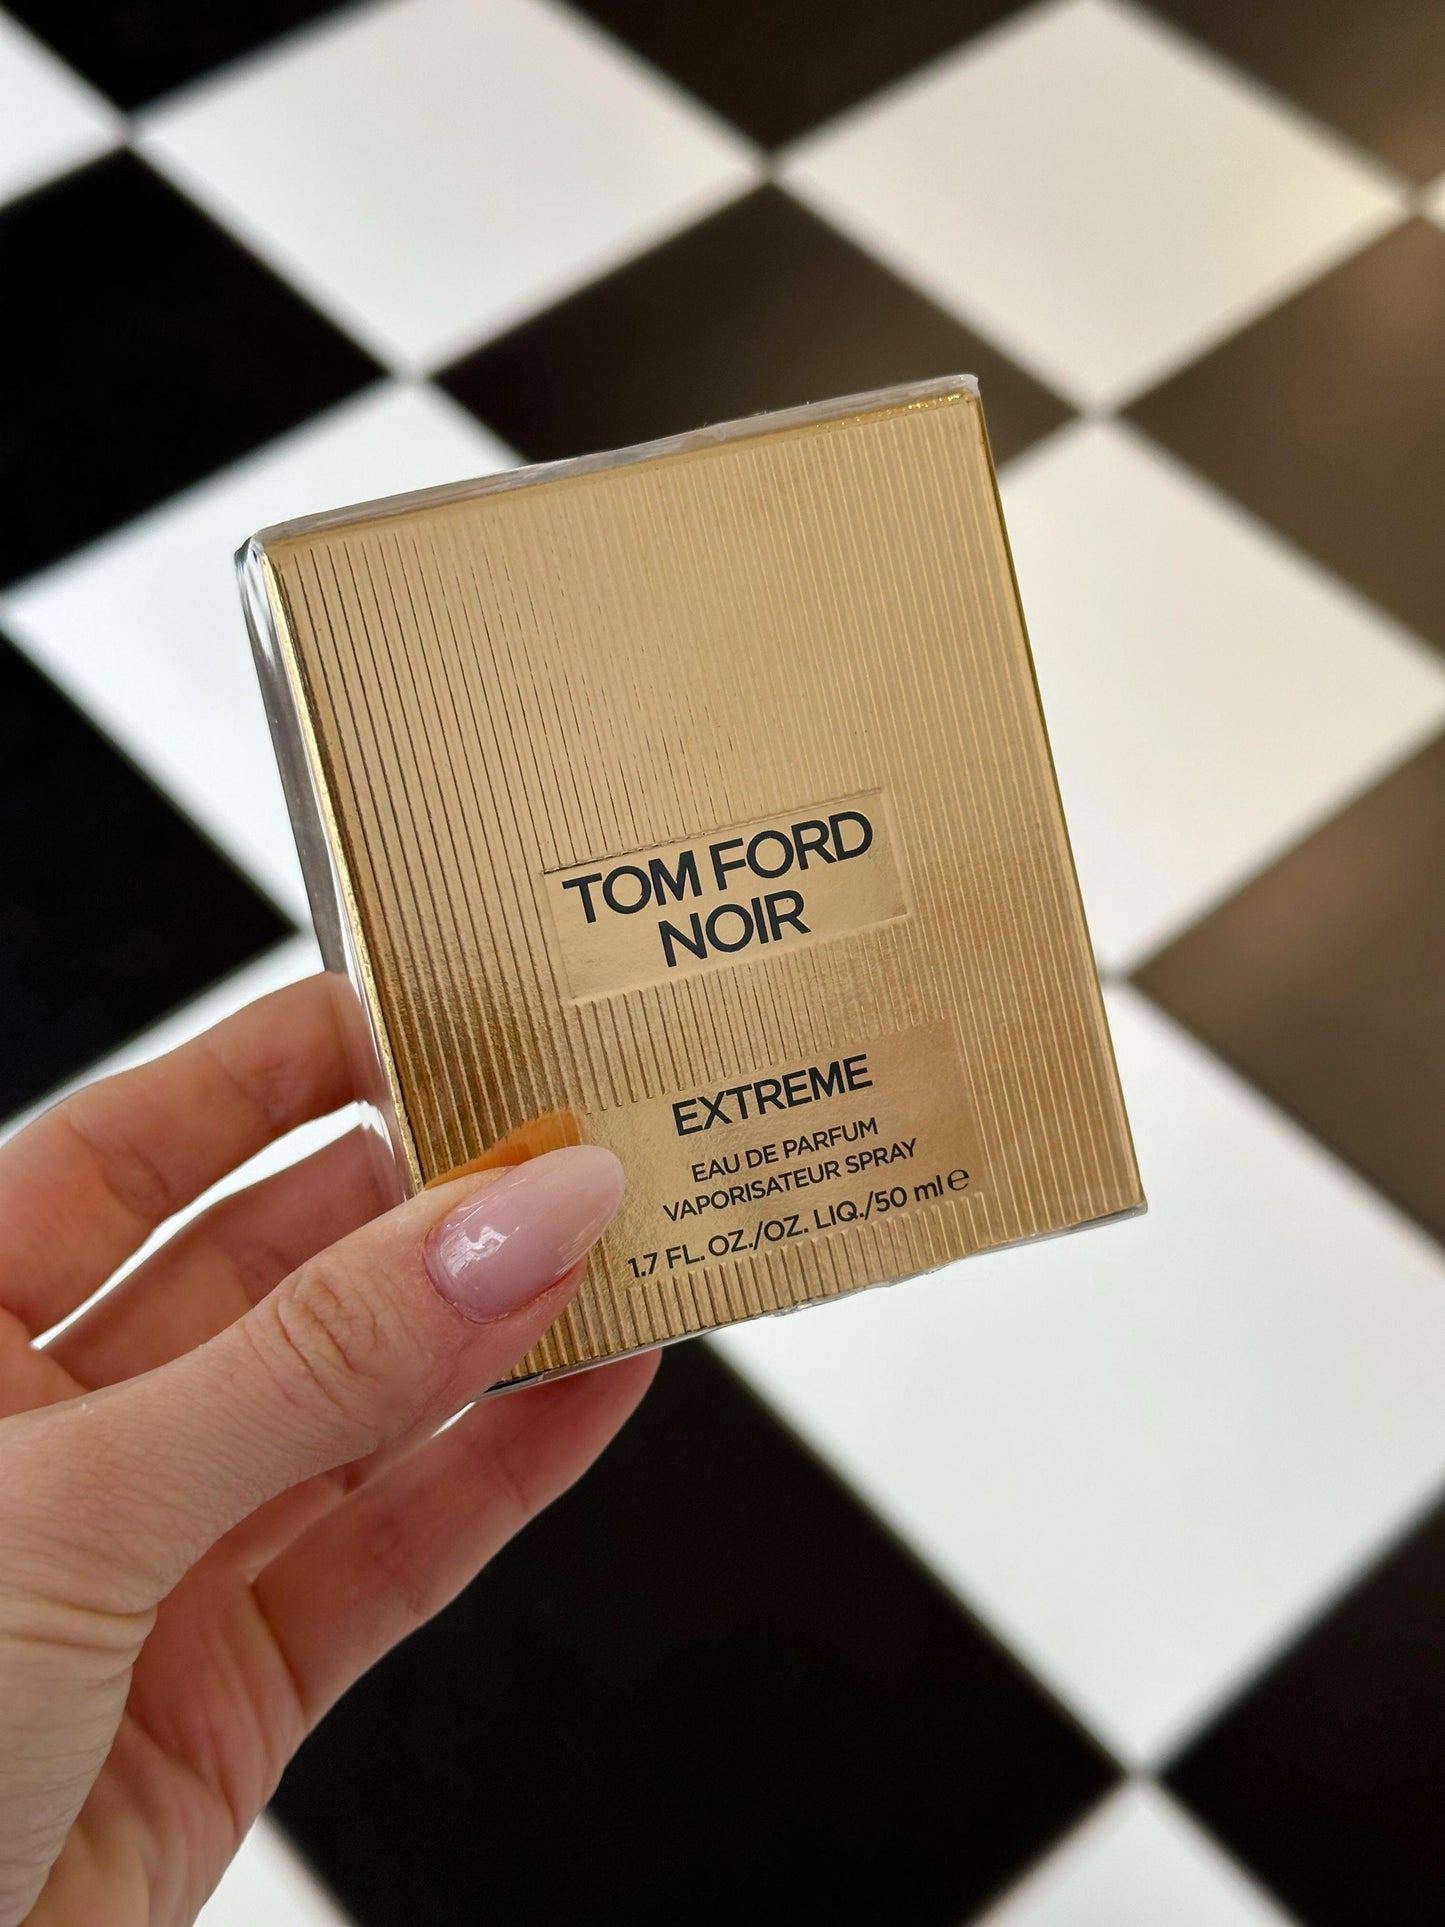 TOM FORD
NOIR
EXTREME
EAU DE PARFUM
VAPORISATEUR SPRAY
1.7 FL. OZ./OZ. LIQ./50 ml ℮